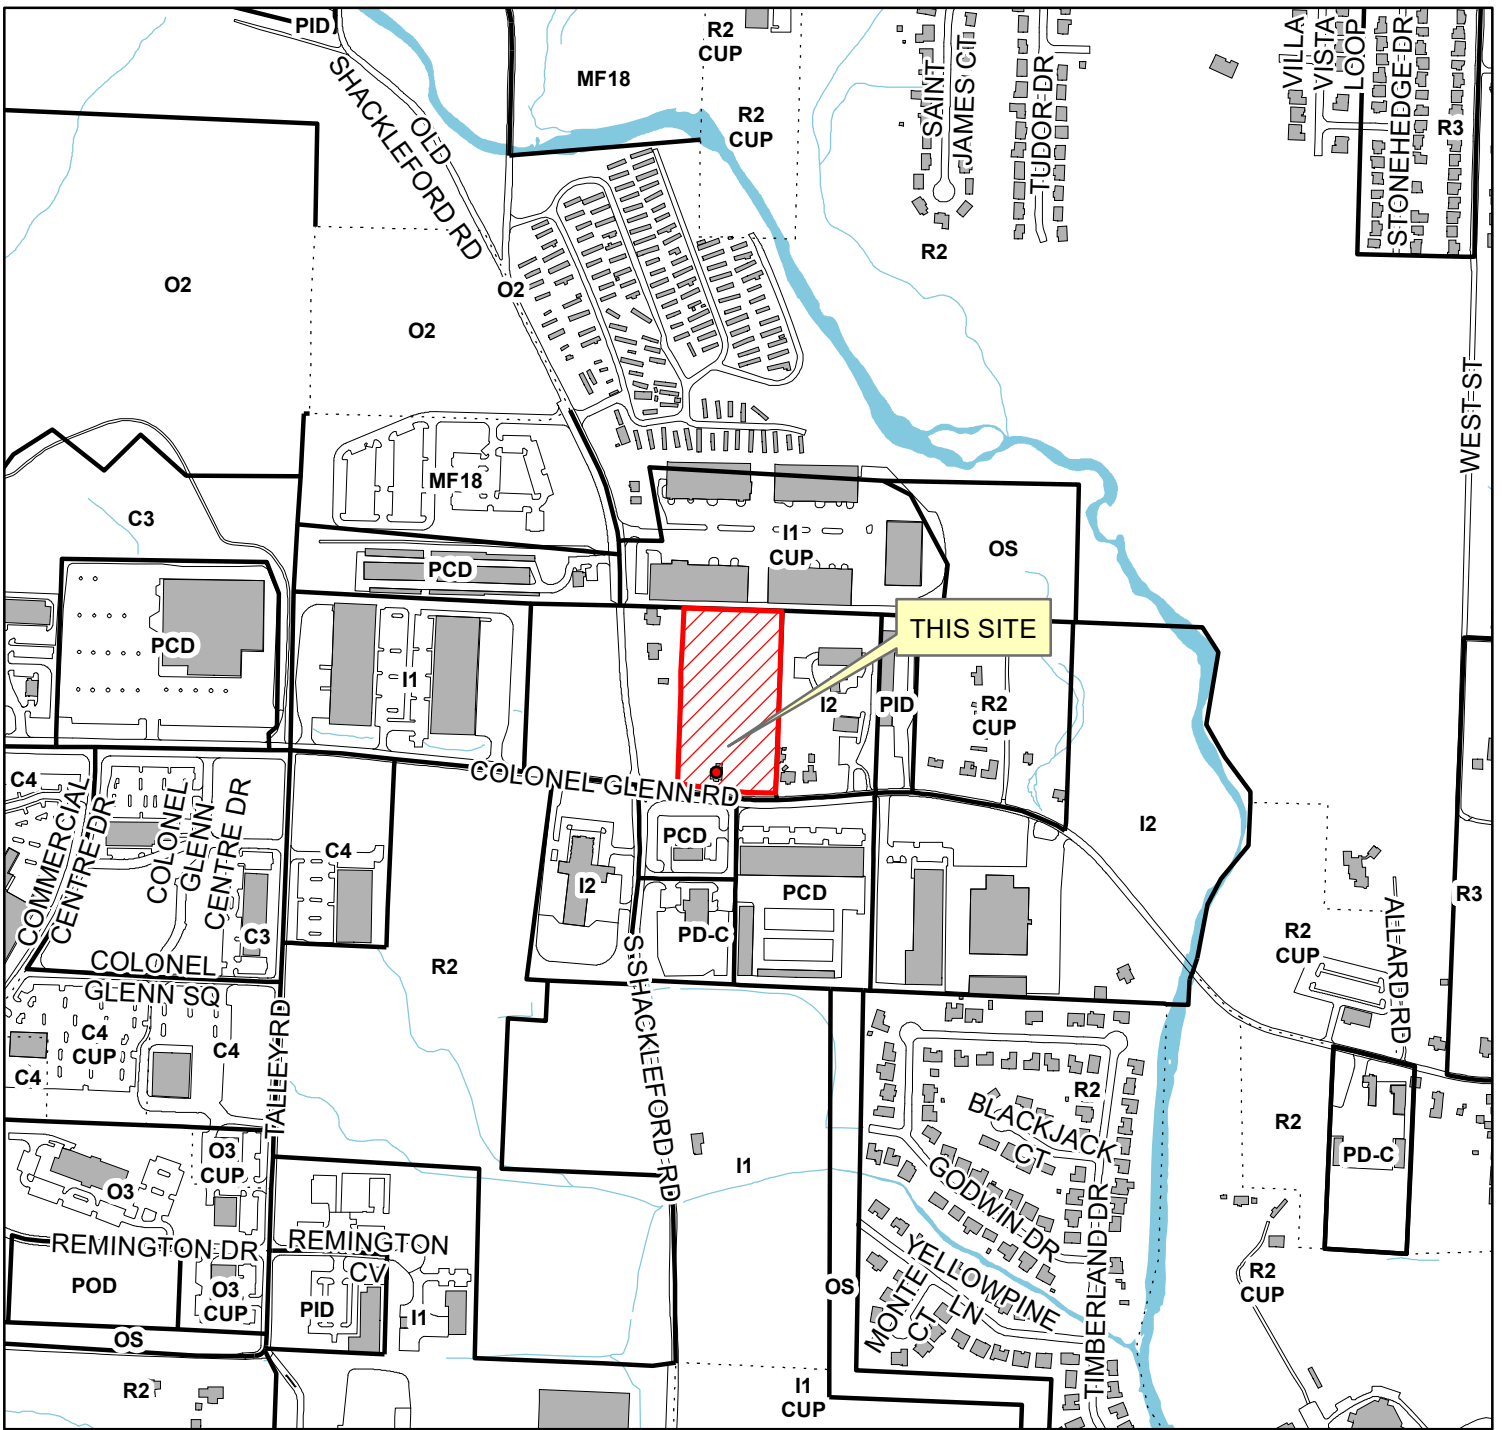 PID
OLD
SHACKLEFORD RD
MF18
R2
CUP
R2
CUP
SAINT
JAMES CT
TUDOR DR
VILLA
VISTA
LOOP
STONEHEDGE DR
R3
R2
O2
O2
O2
WEST ST
MF18
C3
I1
CUP
OS
PCD
PCD
I1
THIS SITE
I2
PID
R2
CUP
COLONEL GLENN RD
C4
COMMERCIAL
CENTRE DR
COLONEL
GLENN
CENTRE DR
C4
PCD
I2
I2
PCD
R3
C3
PD-C
R2
CUP
ALLARD RD
COLONEL
GLENN SQ
R2
S SHACKLEFORD RD
TALLEY RD
C4
CUP
C4
C4
R2
BLACKJACK
CT
R2
PD-C
O3
CUP
O3
I1
GODWIN DR
TIMBERLAND DR
REMINGTON DR
REMINGTON
CV
YELLOWPINE
LN
MONTE
CT
POD
O3
CUP
PID
I1
OS
R2
CUP
OS
R2
I1
CUP